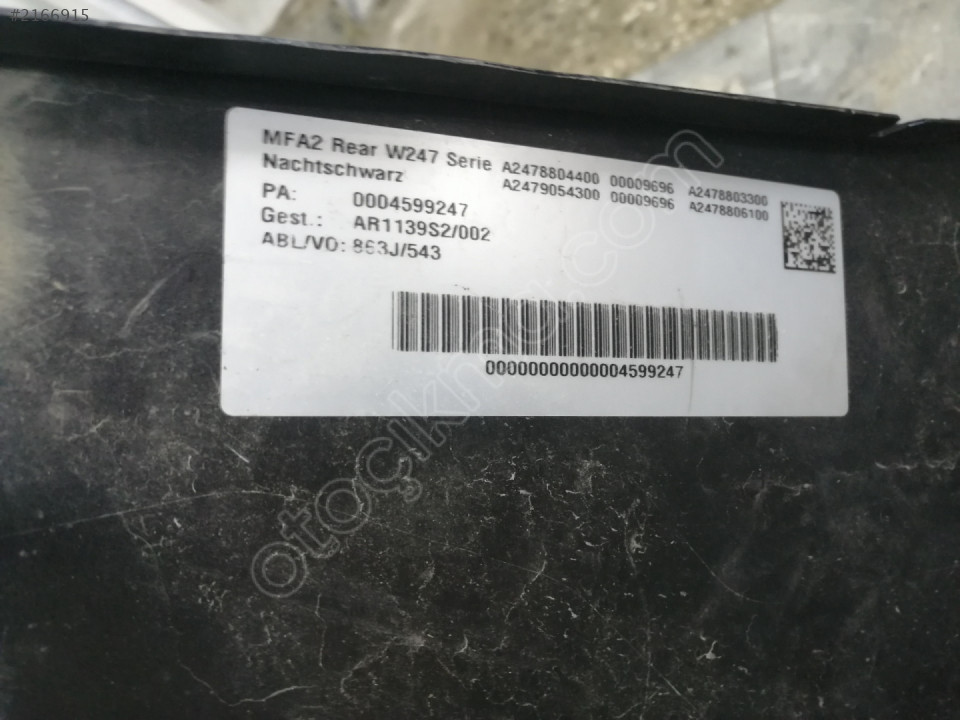 #2166915
MFA2 Rear W247 Serie A2478804400 00009696 A2478803300
Nachtschwarz A2479054300 00009696 A2478806100
PA: 0004599247
Gest.: AR1139S2/002
ABL/VO: 863J/543
00000000000004599247
otoçıkma.com